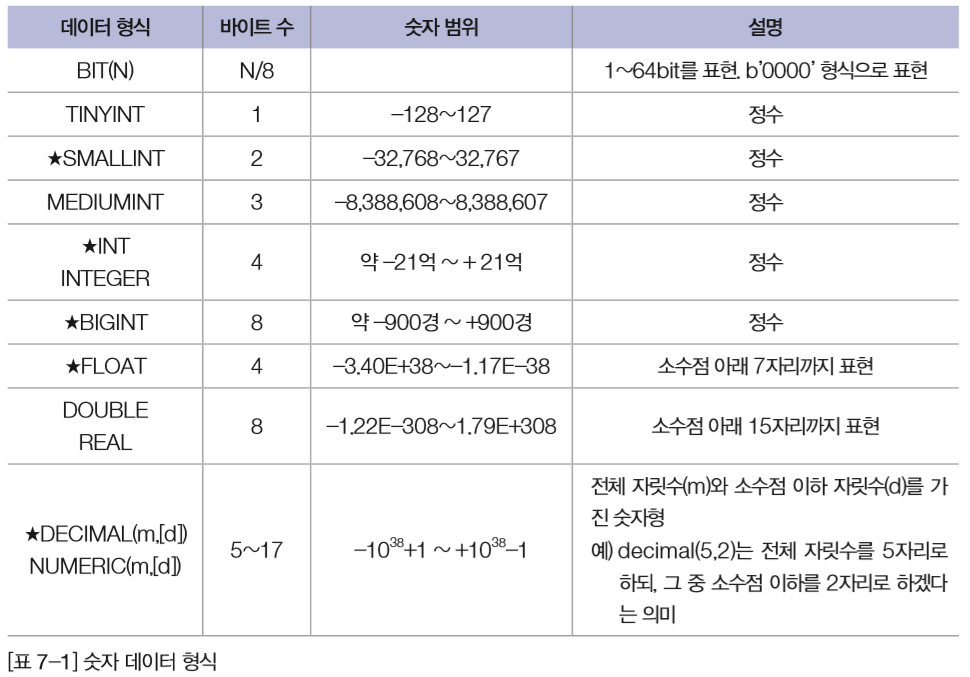 데이터 형식 바이트 수 숫자 범위 설명
BIT(N) N/8 1~64bit를 표현. b’0000’ 형식으로 표현
TINYINT 1 –128~127 정수
★SMALLINT 2 –32,768~32,767 정수
MEDIUMINT 3 –8,388,608~8,388,607 정수
★INT
INTEGER 4 약 –21억 ~ + 21억 정수
★BIGINT 8 약 –900경 ~ +900경 정수
★FLOAT 4 –3.40E+38~–1.17E–38 소수점 아래 7자리까지 표현
DOUBLE
REAL 8 –1.22E–308~1.79E+308 소수점 아래 15자리까지 표현
★DECIMAL(m,[d])
NUMERIC(m,[d]) 5~17 –10³⁸+1 ~ +10³⁸–1 전체 자릿수(m)와 소수점 이하 자릿수(d)를 가
진 숫자형
예) decimal(5,2)는 전체 자릿수를 5자리로
하되, 그 중 소수점 이하를 2자리로 하겠다
는 의미
[표 7–1] 숫자 데이터 형식